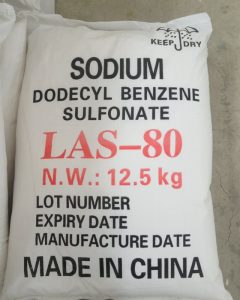 KEEP DRY
SODIUM
DODECYL BENZENE
SULFONATE
LAS-80
N.W.: 12.5 kg
LOT NUMBER
EXPIRY DATE
MANUFACTURE DATE
MADE IN CHINA